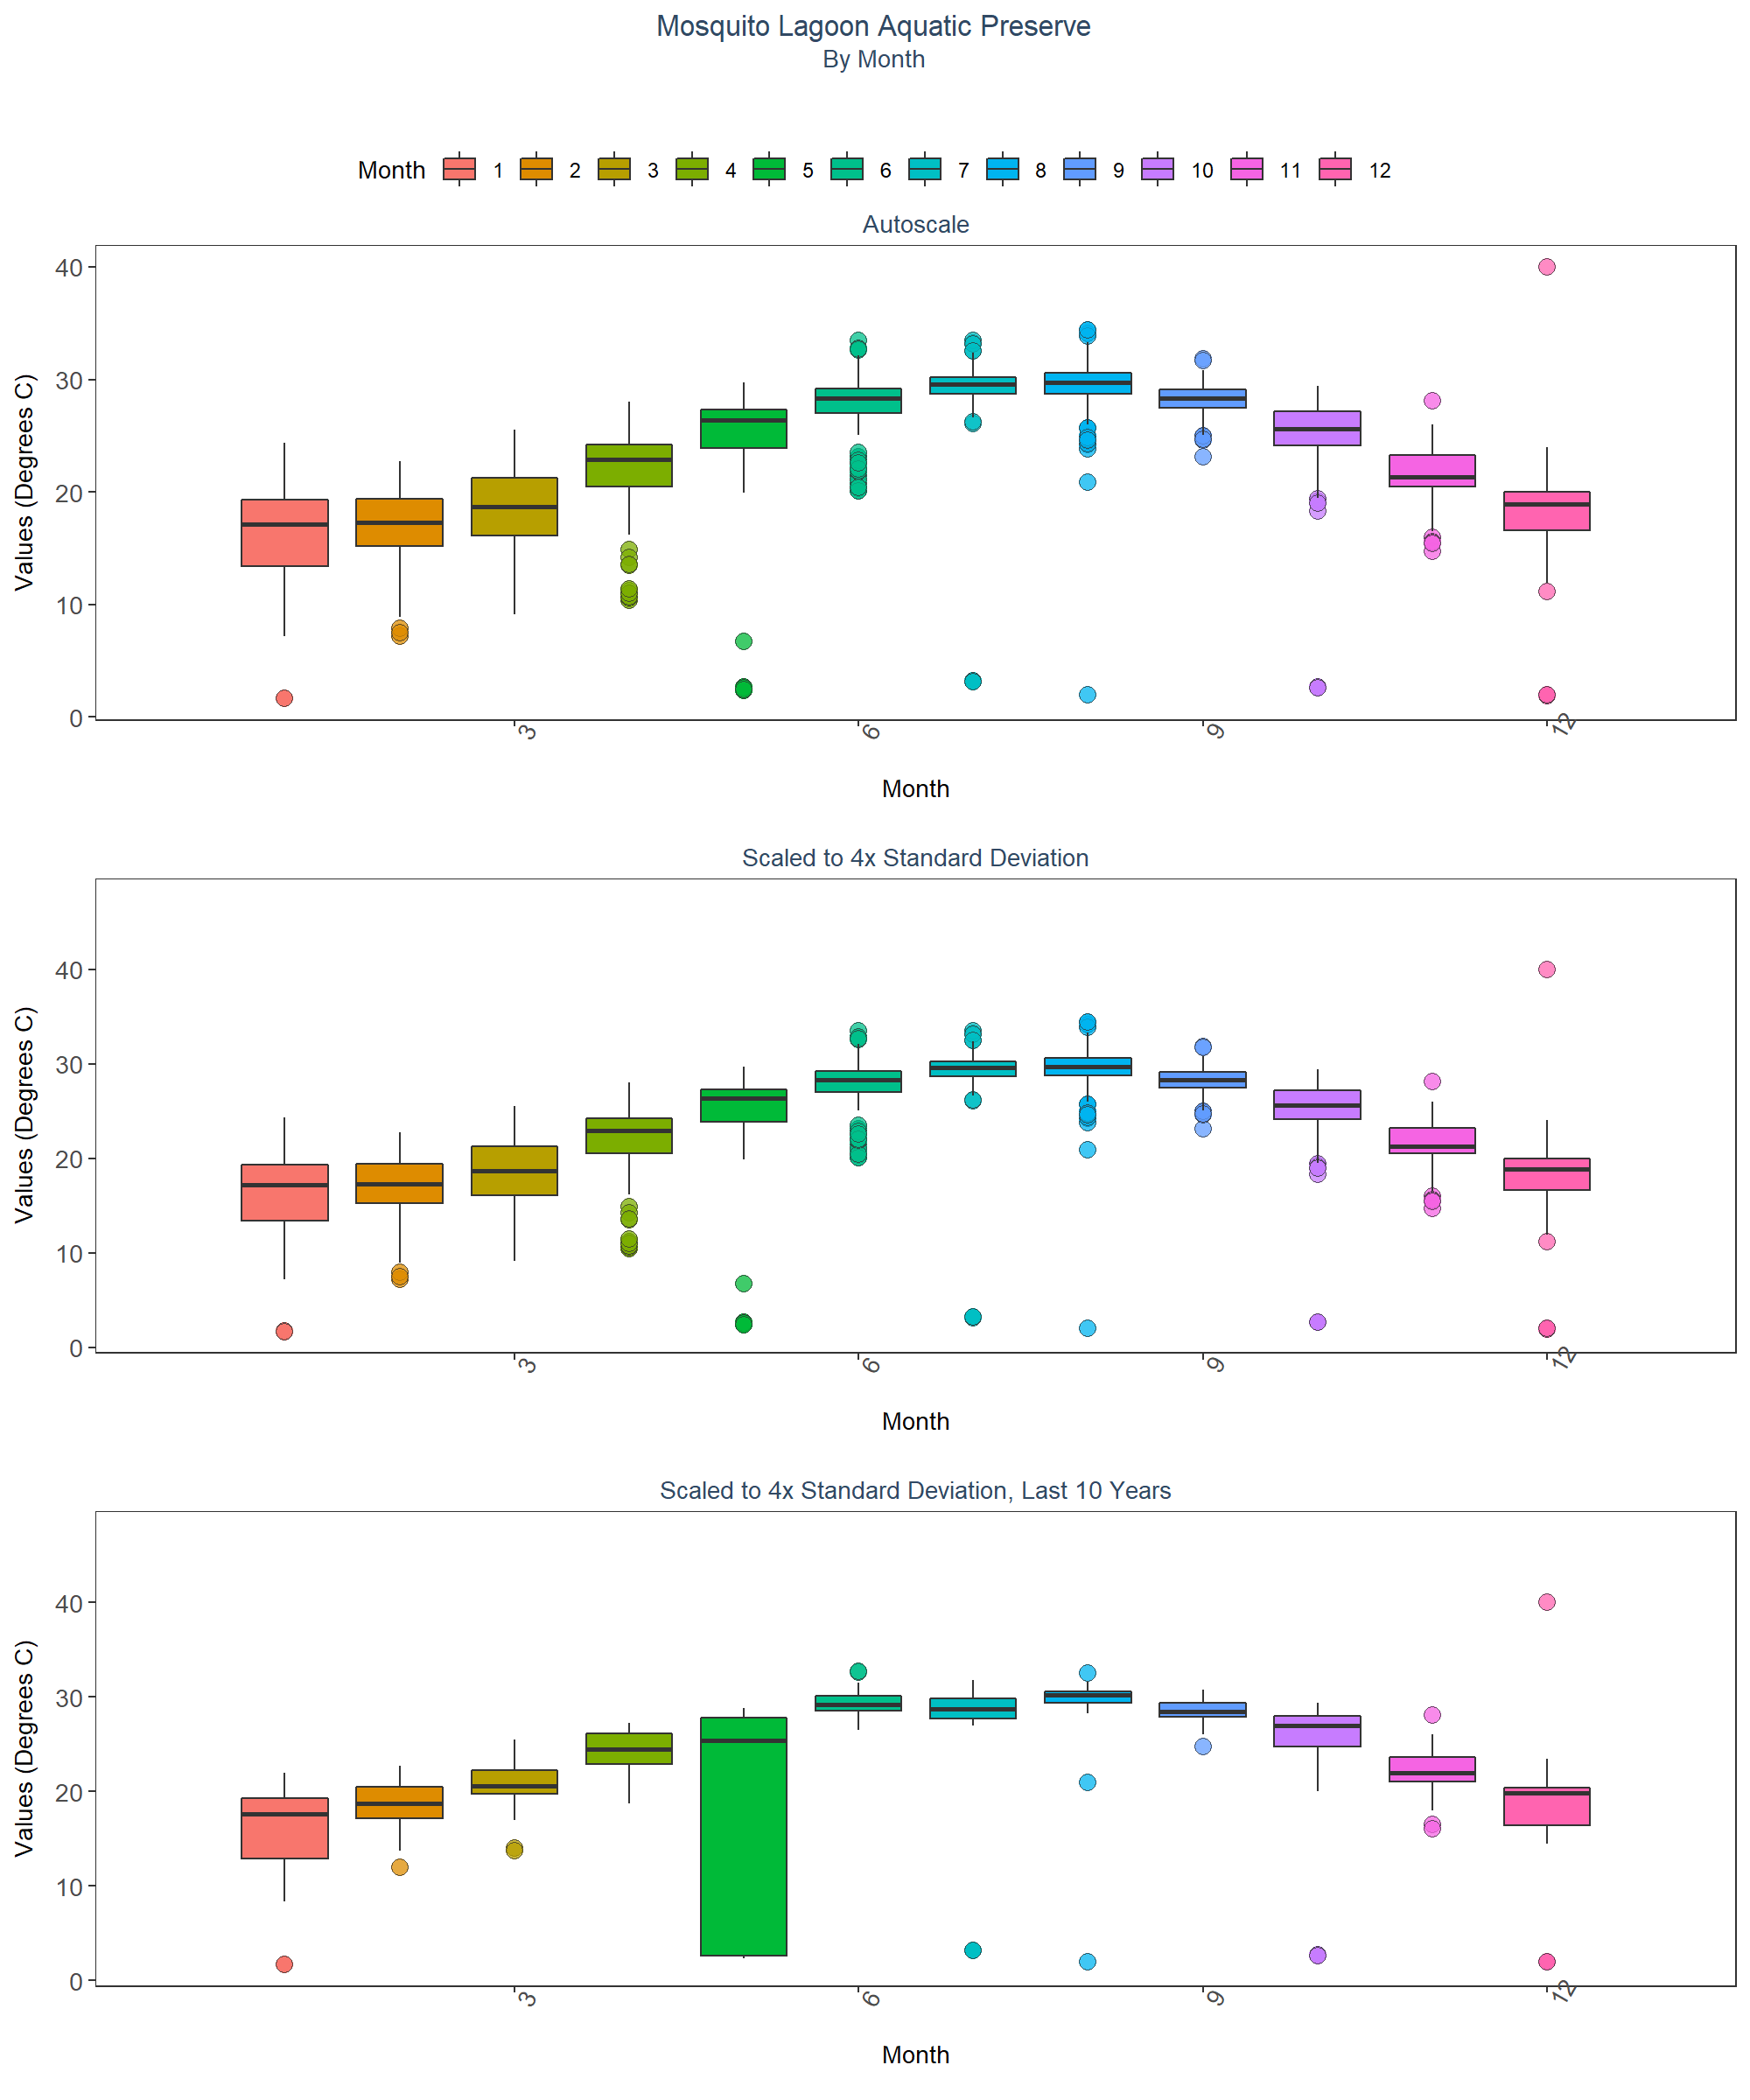 Mosquito Lagoon Aquatic Preserve
By Month
Month 1 2 3 4 5 6 7 8 9 10 11 12
Autoscale
Values (Degrees C)
40
30
20
10
0
3 6 9 12
Month
Scaled to 4x Standard Deviation
Values (Degrees C)
40
30
20
10
0
3 6 9 12
Month
Scaled to 4x Standard Deviation, Last 10 Years
Values (Degrees C)
40
30
20
10
0
3 6 9 12
Month